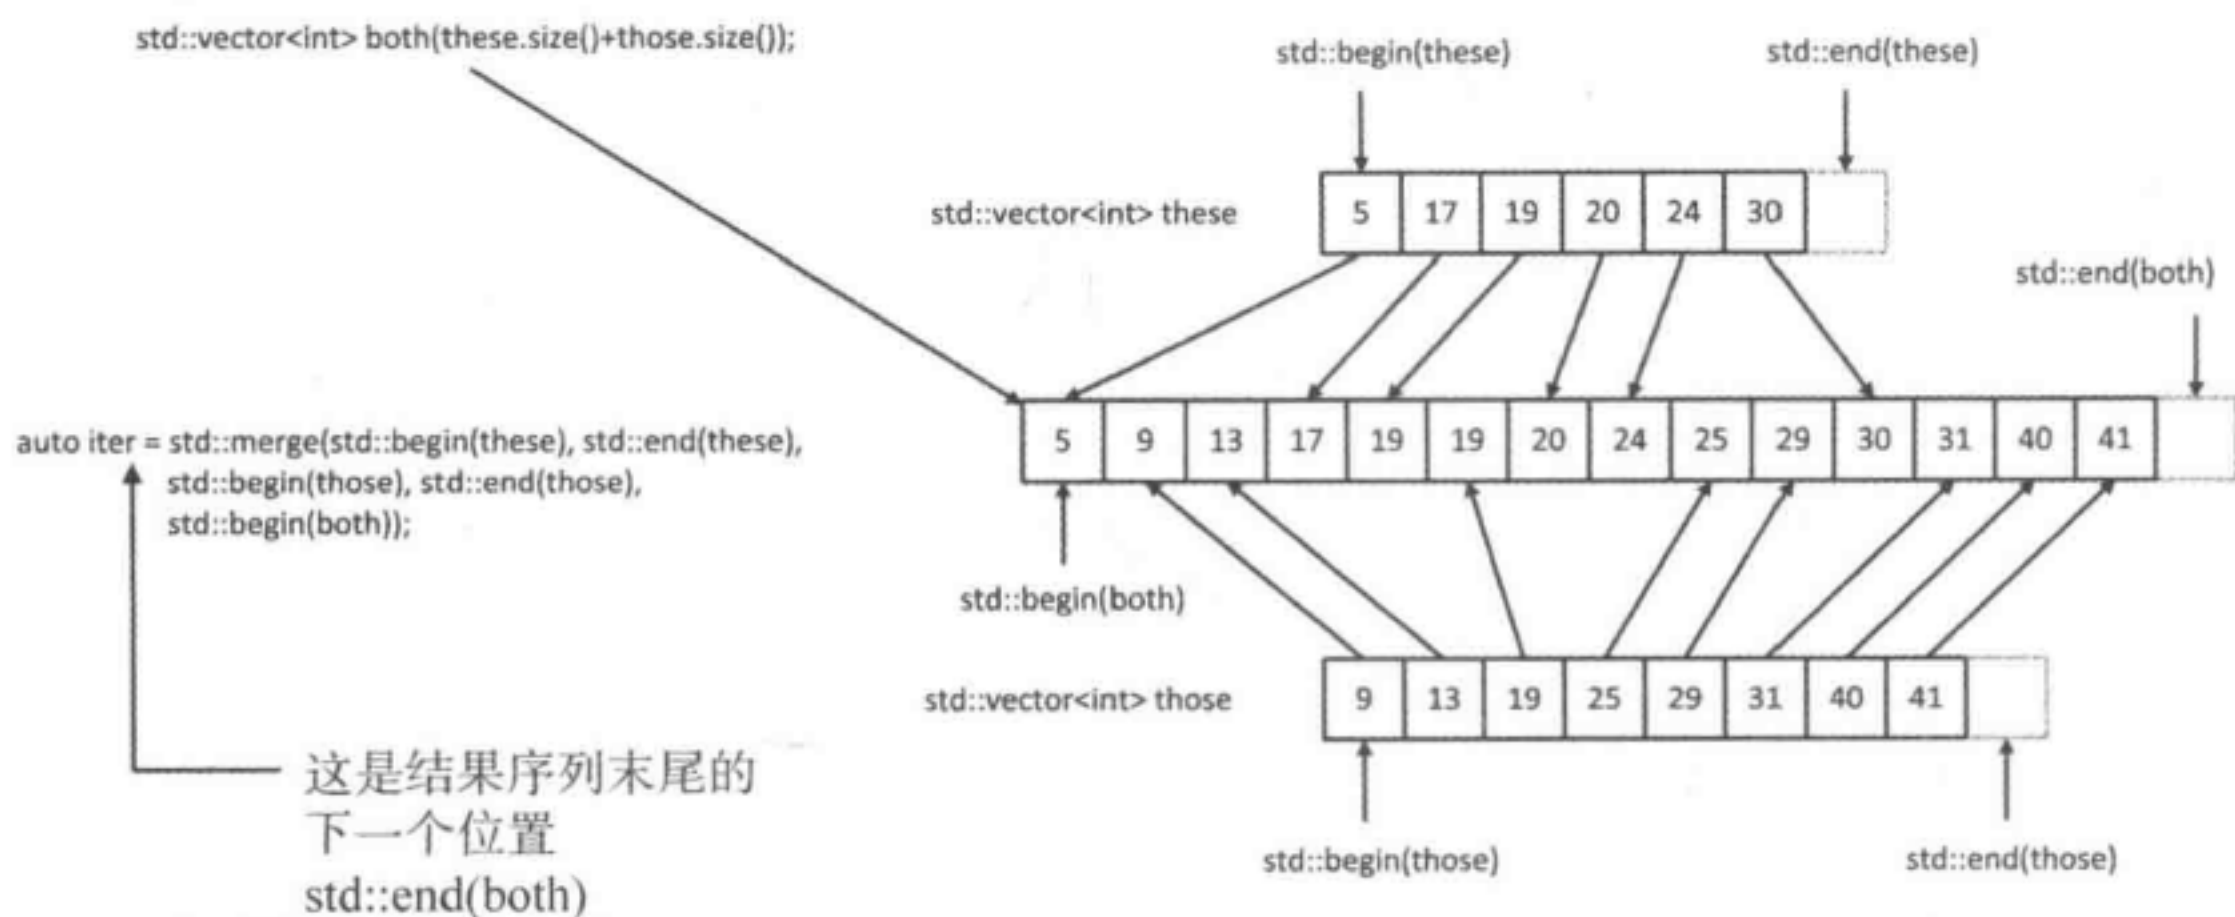 std::vector<int> both(these.size()+those.size());
std::begin(these)
std::end(these)
std::vector<int> these
5 17 19 20 24 30
std::end(both)
5 9 13 17 19 19 20 24 25 29 30 31 40 41
auto iter = std::merge(std::begin(these), std::end(these),
std::begin(those), std::end(those),
std::begin(both));
std::begin(both)
std::vector<int> those
9 13 19 25 29 31 40 41
这是结果序列末尾的
下一个位置
std::end(both)
std::begin(those)
std::end(those)